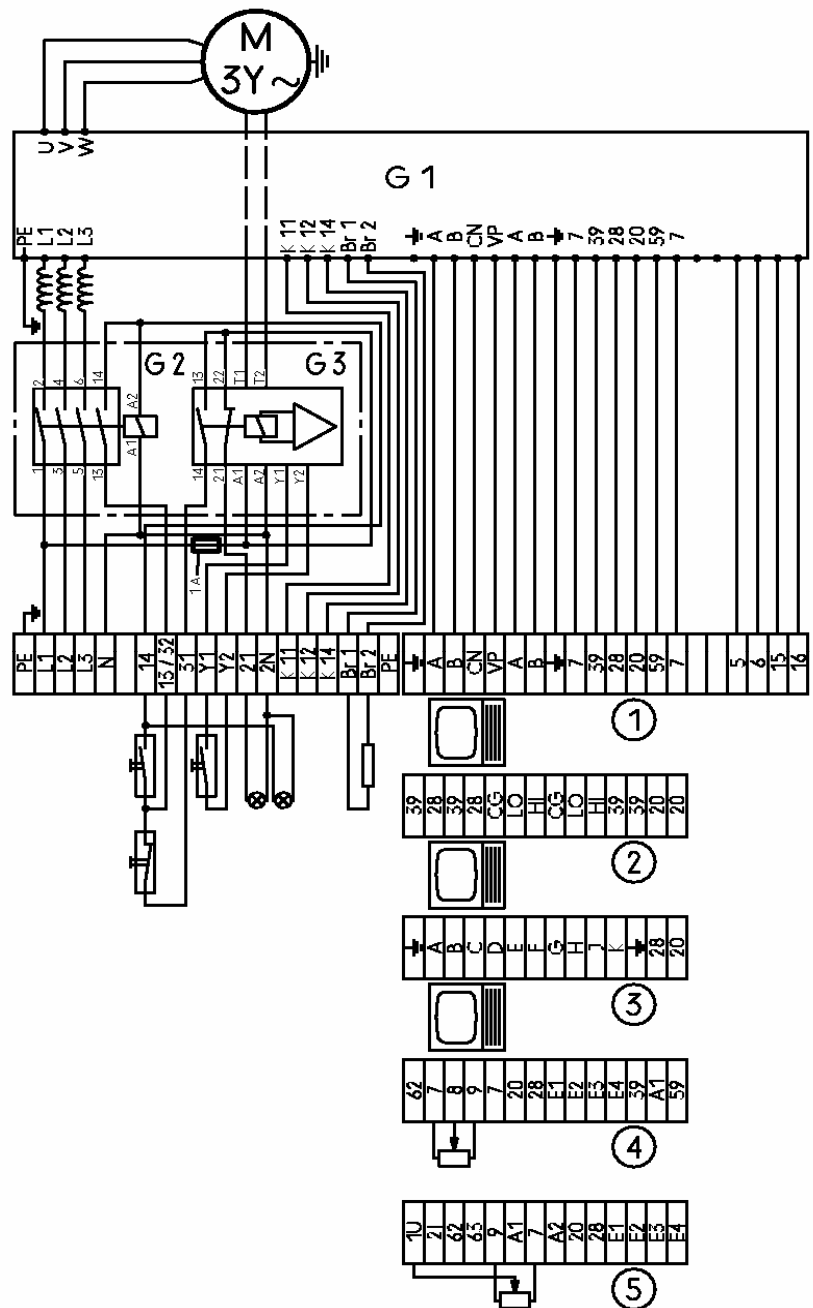 M
3Y ~
U V W
G 1
PE L1 L2 L3 K 11 K 12 K 14 Br 1 Br 2 A B CN VP A B 7 39 28 20 59 7
G 2 G 3
2 4 6 14 A2 13 22 T1 T2
1 3 5 13 A1 14 21 A1 A2 Y1 Y2
1 A
PE L1 L2 L3 N 14 13 / 32 31 Y1 Y2 21 2N K 11 K 12 K 14 Br 1 Br 2 PE A B CN VP A B 7 39 28 20 59 7 5 6 15 16
1
39 28 39 28 CG LO HI CG LO HI 39 39 20 20
2
A B C D E F G H J K 28 20
3
62 7 8 9 7 20 28 E1 E2 E3 E4 39 A1 59
4
1U 2I 62 63 9 A1 7 A2 20 28 E1 E2 E3 E4
5